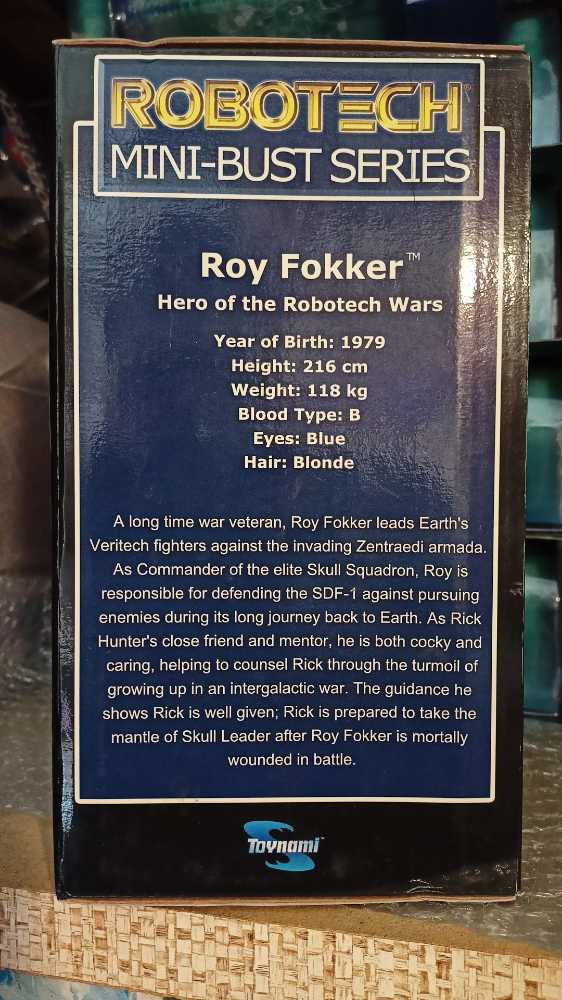 ROBOTECH®
MINI-BUST SERIES
Roy Fokker™
Hero of the Robotech Wars
Year of Birth: 1979
Height: 216 cm
Weight: 118 kg
Blood Type: B
Eyes: Blue
Hair: Blonde
A long time war veteran, Roy Fokker leads Earth's
Veritech fighters against the invading Zentraedi armada.
As Commander of the elite Skull Squadron, Roy is
responsible for defending the SDF-1 against pursuing
enemies during its long journey back to Earth. As Rick
Hunter's close friend and mentor, he is both cocky and
caring, helping to counsel Rick through the turmoil of
growing up in an intergalactic war. The guidance he
shows Rick is well given; Rick is prepared to take the
mantle of Skull Leader after Roy Fokker is mortally
wounded in battle.
Toynami™